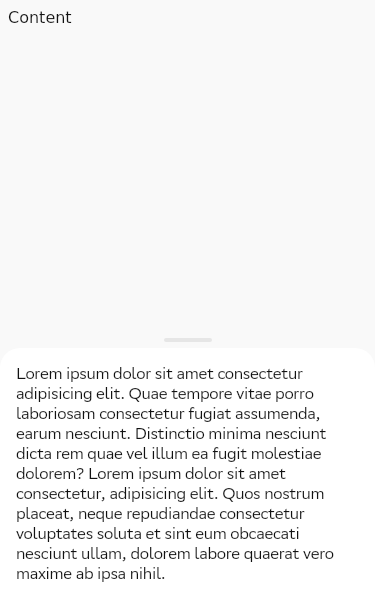 Content
Lorem ipsum dolor sit amet consectetur
adipisicing elit. Quae tempore vitae porro
laboriosam consectetur fugiat assumenda,
earum nesciunt. Distinctio minima nesciunt
dicta rem quae vel illum ea fugit molestiae
dolorem? Lorem ipsum dolor sit amet
consectetur, adipisicing elit. Quos nostrum
placeat, neque repudiandae consectetur
voluptates soluta et sint eum obcaecati
nesciunt ullam, dolorem labore quaerat vero
maxime ab ipsa nihil.